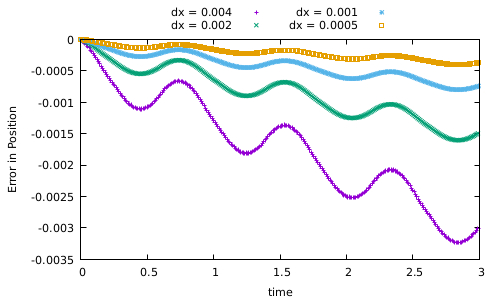 dx = 0.004 dx = 0.001
dx = 0.002 dx = 0.0005
0
-0.0005
-0.001
-0.0015
-0.002
-0.0025
-0.003
-0.0035
Error in Position
0 0.5 1 1.5 2 2.5 3
time